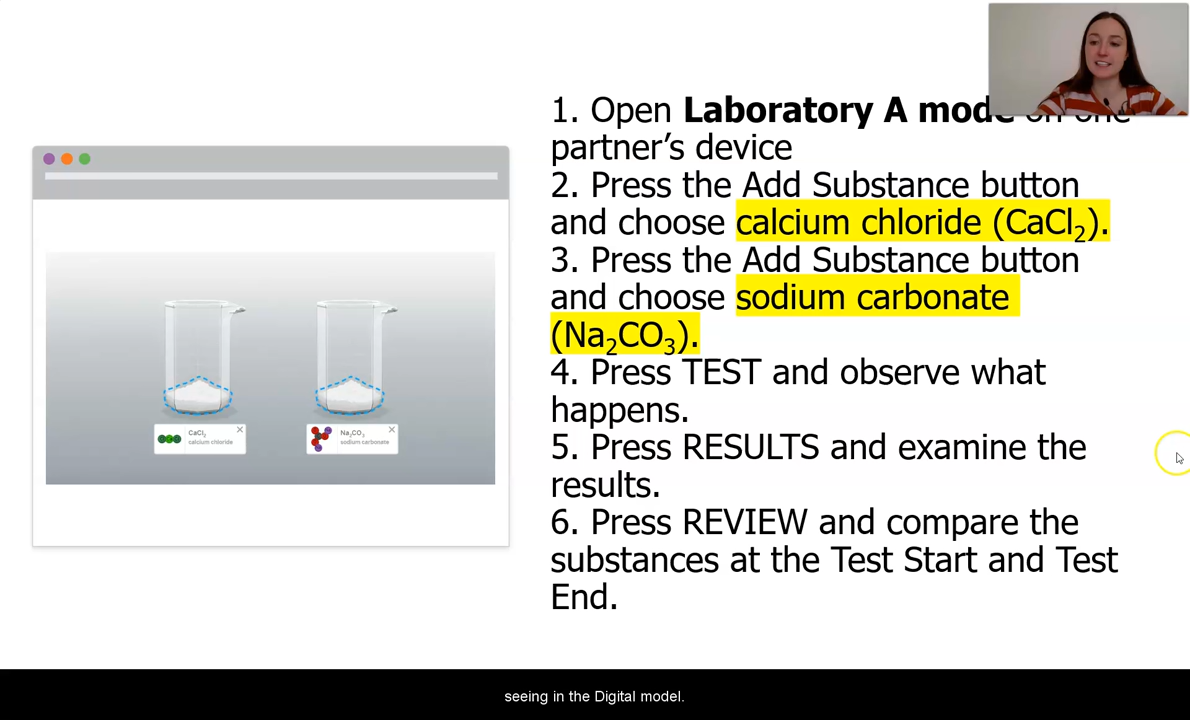 1. Open Laboratory A mode on one
partner’s device
2. Press the Add Substance button
and choose calcium chloride (CaCl₂).
3. Press the Add Substance button
and choose sodium carbonate
(Na₂CO₃).
4. Press TEST and observe what
happens.
5. Press RESULTS and examine the
results.
6. Press REVIEW and compare the
substances at the Test Start and Test
End.
CaCl₂
calcium chloride
Na₂CO₃
sodium carbonate
seeing in the Digital model.